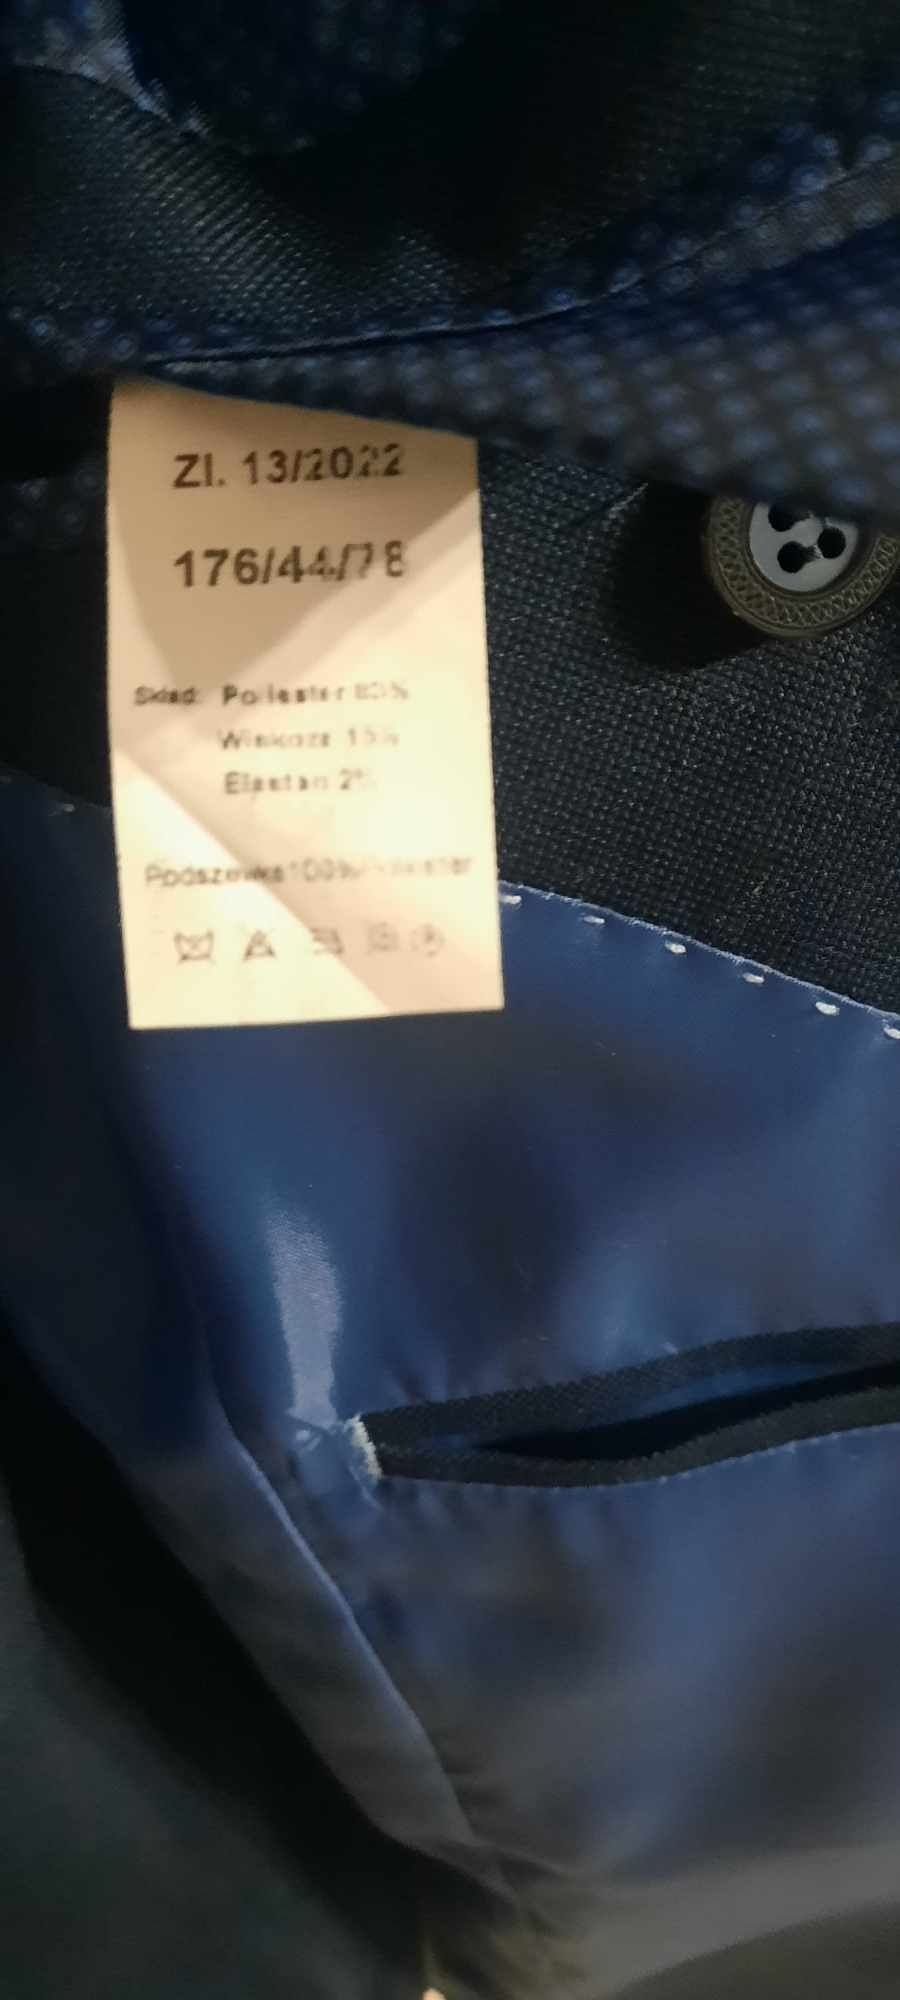 Zl. 13/2022
176/44/78
Skład: Poliester 83%
Wiskoza 15%
Elastan 2%
Podszewka 100% Poliester